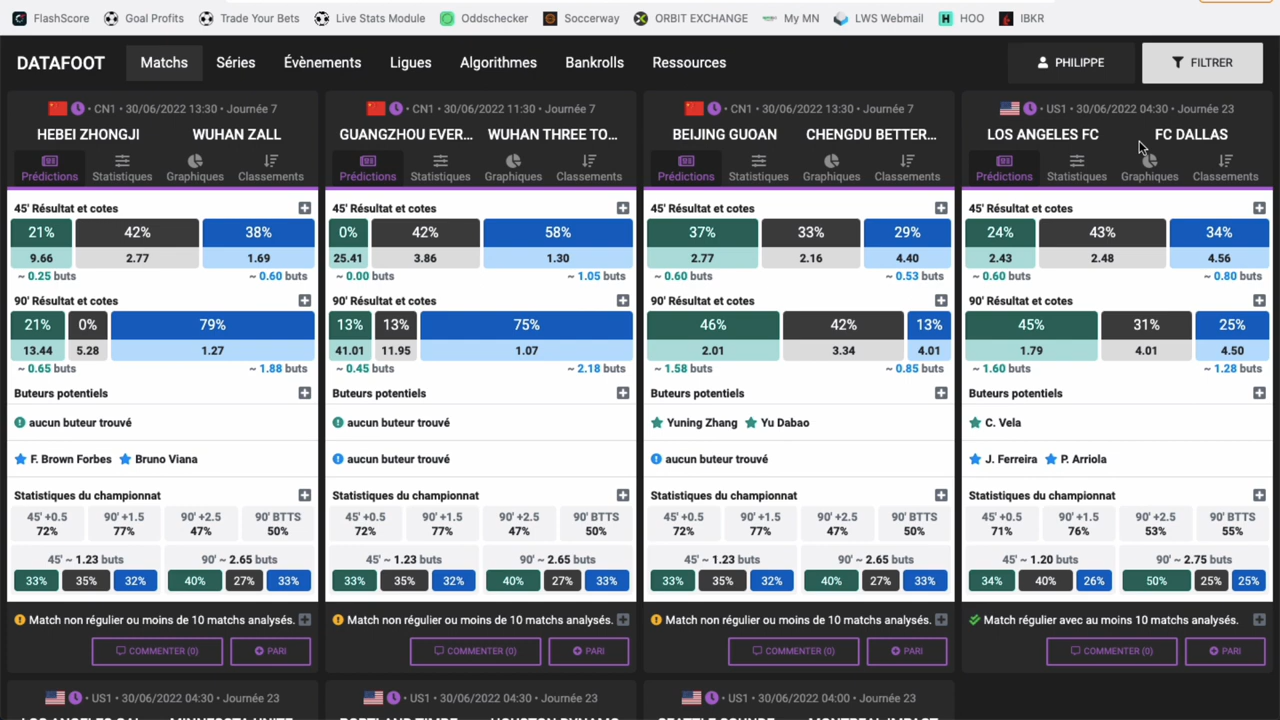 FlashScore Goal Profits Trade Your Bets Live Stats Module Oddschecker Soccerway ORBIT EXCHANGE My MN LWS Webmail HOO IBKR
DATAFOOT Matchs Séries Évènements Ligues Algorithmes Bankrolls Ressources PHILIPPE FILTRER
• CN1 • 30/06/2022 13:30 • Journée 7
HEBEI ZHONGJI WUHAN ZALL
Prédictions Statistiques Graphiques Classements
45' Résultat et cotes
21% 42% 38%
9.66 2.77 1.69
~ 0.25 buts ~ 0.60 buts
90' Résultat et cotes
21% 0% 79%
13.44 5.28 1.27
~ 0.65 buts ~ 1.88 buts
Buteurs potentiels
aucun buteur trouvé
F. Brown Forbes Bruno Viana
Statistiques du championnat
45' +0.5 90' +1.5 90' +2.5 90' BTTS
72% 77% 47% 50%
45' ~ 1.23 buts 90' ~ 2.65 buts
33% 35% 32% 40% 27% 33%
Match non régulier ou moins de 10 matchs analysés.
COMMENTER (0) PARI
• CN1 • 30/06/2022 11:30 • Journée 7
GUANGZHOU EVER... WUHAN THREE TO...
Prédictions Statistiques Graphiques Classements
45' Résultat et cotes
0% 42% 58%
25.41 3.86 1.30
~ 0.00 buts ~ 1.05 buts
90' Résultat et cotes
13% 13% 75%
41.01 11.95 1.07
~ 0.45 buts ~ 2.18 buts
Buteurs potentiels
aucun buteur trouvé
aucun buteur trouvé
Statistiques du championnat
45' +0.5 90' +1.5 90' +2.5 90' BTTS
72% 77% 47% 50%
45' ~ 1.23 buts 90' ~ 2.65 buts
33% 35% 32% 40% 27% 33%
Match non régulier ou moins de 10 matchs analysés.
COMMENTER (0) PARI
• CN1 • 30/06/2022 13:30 • Journée 7
BEIJING GUOAN CHENGDU BETTER...
Prédictions Statistiques Graphiques Classements
45' Résultat et cotes
37% 33% 29%
2.77 2.16 4.40
~ 0.60 buts ~ 0.53 buts
90' Résultat et cotes
46% 42% 13%
2.01 3.34 4.01
~ 1.58 buts ~ 0.85 buts
Buteurs potentiels
Yuning Zhang Yu Dabao
aucun buteur trouvé
Statistiques du championnat
45' +0.5 90' +1.5 90' +2.5 90' BTTS
72% 77% 47% 50%
45' ~ 1.23 buts 90' ~ 2.65 buts
33% 35% 32% 40% 27% 33%
Match non régulier ou moins de 10 matchs analysés.
COMMENTER (0) PARI
• US1 • 30/06/2022 04:30 • Journée 23
LOS ANGELES FC FC DALLAS
Prédictions Statistiques Graphiques Classements
45' Résultat et cotes
24% 43% 34%
2.43 2.48 4.56
~ 0.60 buts ~ 0.80 buts
90' Résultat et cotes
45% 31% 25%
1.79 4.01 4.50
~ 1.60 buts ~ 1.28 buts
Buteurs potentiels
C. Vela
J. Ferreira P. Arriola
Statistiques du championnat
45' +0.5 90' +1.5 90' +2.5 90' BTTS
71% 76% 53% 55%
45' ~ 1.20 buts 90' ~ 2.75 buts
34% 40% 26% 50% 25% 25%
Match régulier avec au moins 10 matchs analysés.
COMMENTER (0) PARI
• US1 • 30/06/2022 04:30 • Journée 23
• US1 • 30/06/2022 04:30 • Journée 23
• US1 • 30/06/2022 04:00 • Journée 23